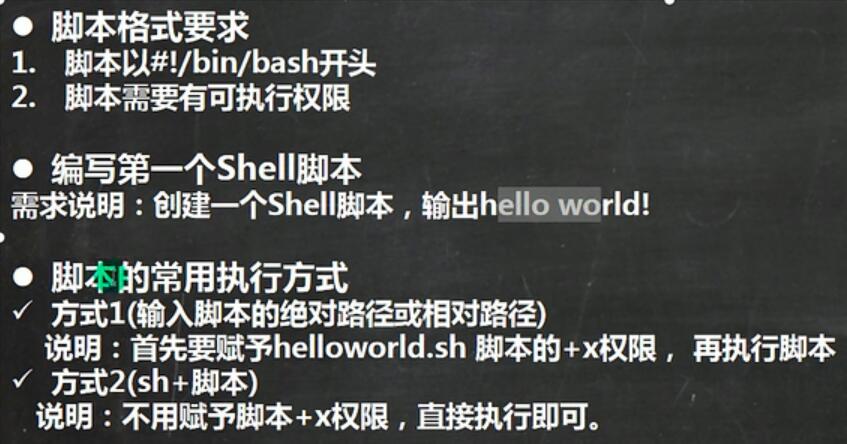 ● 脚本格式要求
1. 脚本以#!/bin/bash开头
2. 脚本需要有可执行权限
● 编写第一个Shell脚本
需求说明：创建一个Shell脚本，输出hello world!
● 脚本的常用执行方式
✓ 方式1(输入脚本的绝对路径或相对路径)
说明：首先要赋予helloworld.sh 脚本的+x权限， 再执行脚本
✓ 方式2(sh+脚本)
说明：不用赋予脚本+x权限，直接执行即可。